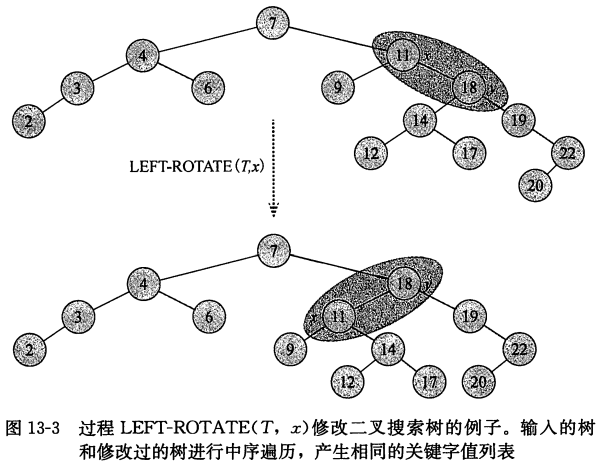 7
4 11 x
3 6 9 18 y
2 14 19
12 17 22
LEFT-ROTATE(T,x)
20
7
4 18 y
3 6 x 11 19
2 9 14 22
12 17 20
图 13-3 过程 LEFT-ROTATE(T, x)修改二叉搜索树的例子。输入的树
和修改过的树进行中序遍历，产生相同的关键字值列表